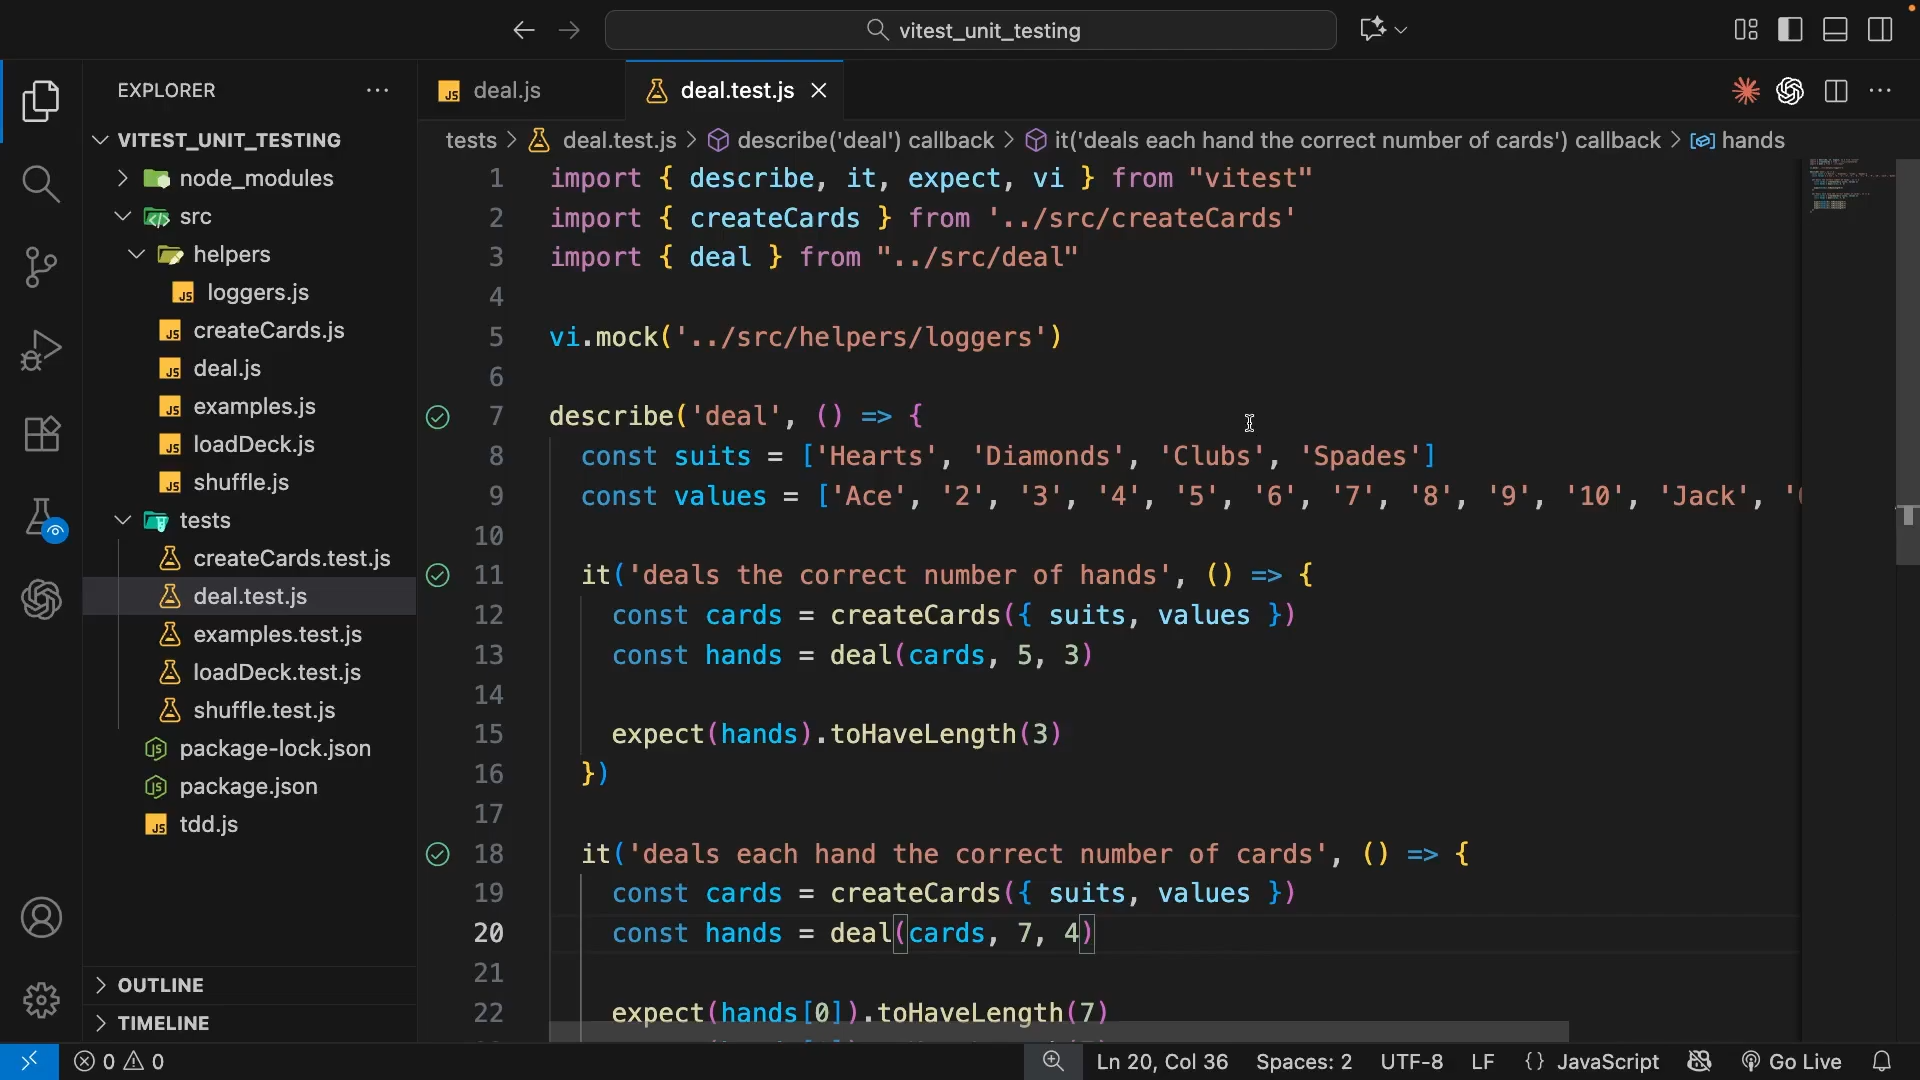 vitest_unit_testing
EXPLORER
VITEST_UNIT_TESTING
node_modules
src
helpers
loggers.js
createCards.js
deal.js
examples.js
loadDeck.js
shuffle.js
tests
createCards.test.js
deal.test.js
examples.test.js
loadDeck.test.js
shuffle.test.js
package-lock.json
package.json
tdd.js
OUTLINE
TIMELINE
deal.js
deal.test.js
tests > deal.test.js > describe('deal') callback > it('deals each hand the correct number of cards') callback > hands
1 import { describe, it, expect, vi } from "vitest"
2 import { createCards } from '../src/createCards'
3 import { deal } from "../src/deal"
4
5 vi.mock('../src/helpers/loggers')
6
7 describe('deal', () => {
8 const suits = ['Hearts', 'Diamonds', 'Clubs', 'Spades']
9 const values = ['Ace', '2', '3', '4', '5', '6', '7', '8', '9', '10', 'Jack', '
10
11 it('deals the correct number of hands', () => {
12 const cards = createCards({ suits, values })
13 const hands = deal(cards, 5, 3)
14
15 expect(hands).toHaveLength(3)
16 })
17
18 it('deals each hand the correct number of cards', () => {
19 const cards = createCards({ suits, values })
20 const hands = deal(cards, 7, 4)
21
22 expect(hands[0]).toHaveLength(7)
0 0
Ln 20, Col 36 Spaces: 2 UTF-8 LF {} JavaScript Go Live